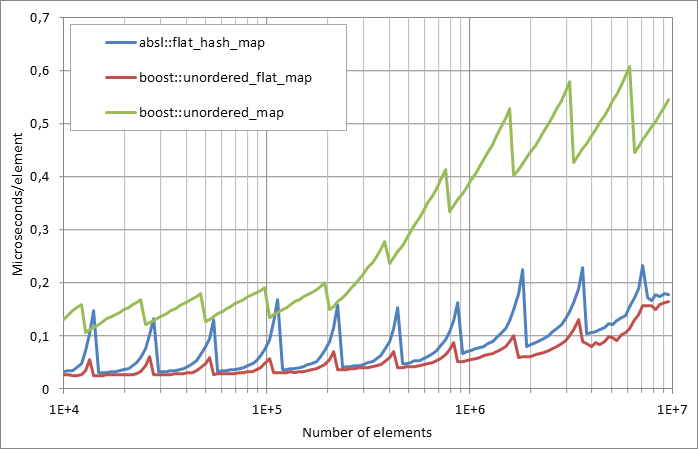 0,7
0,6
0,5
0,4
0,3
0,2
0,1
0
Microseconds/element
absl::flat_hash_map
boost::unordered_flat_map
boost::unordered_map
1E+4
1E+5
1E+6
1E+7
Number of elements